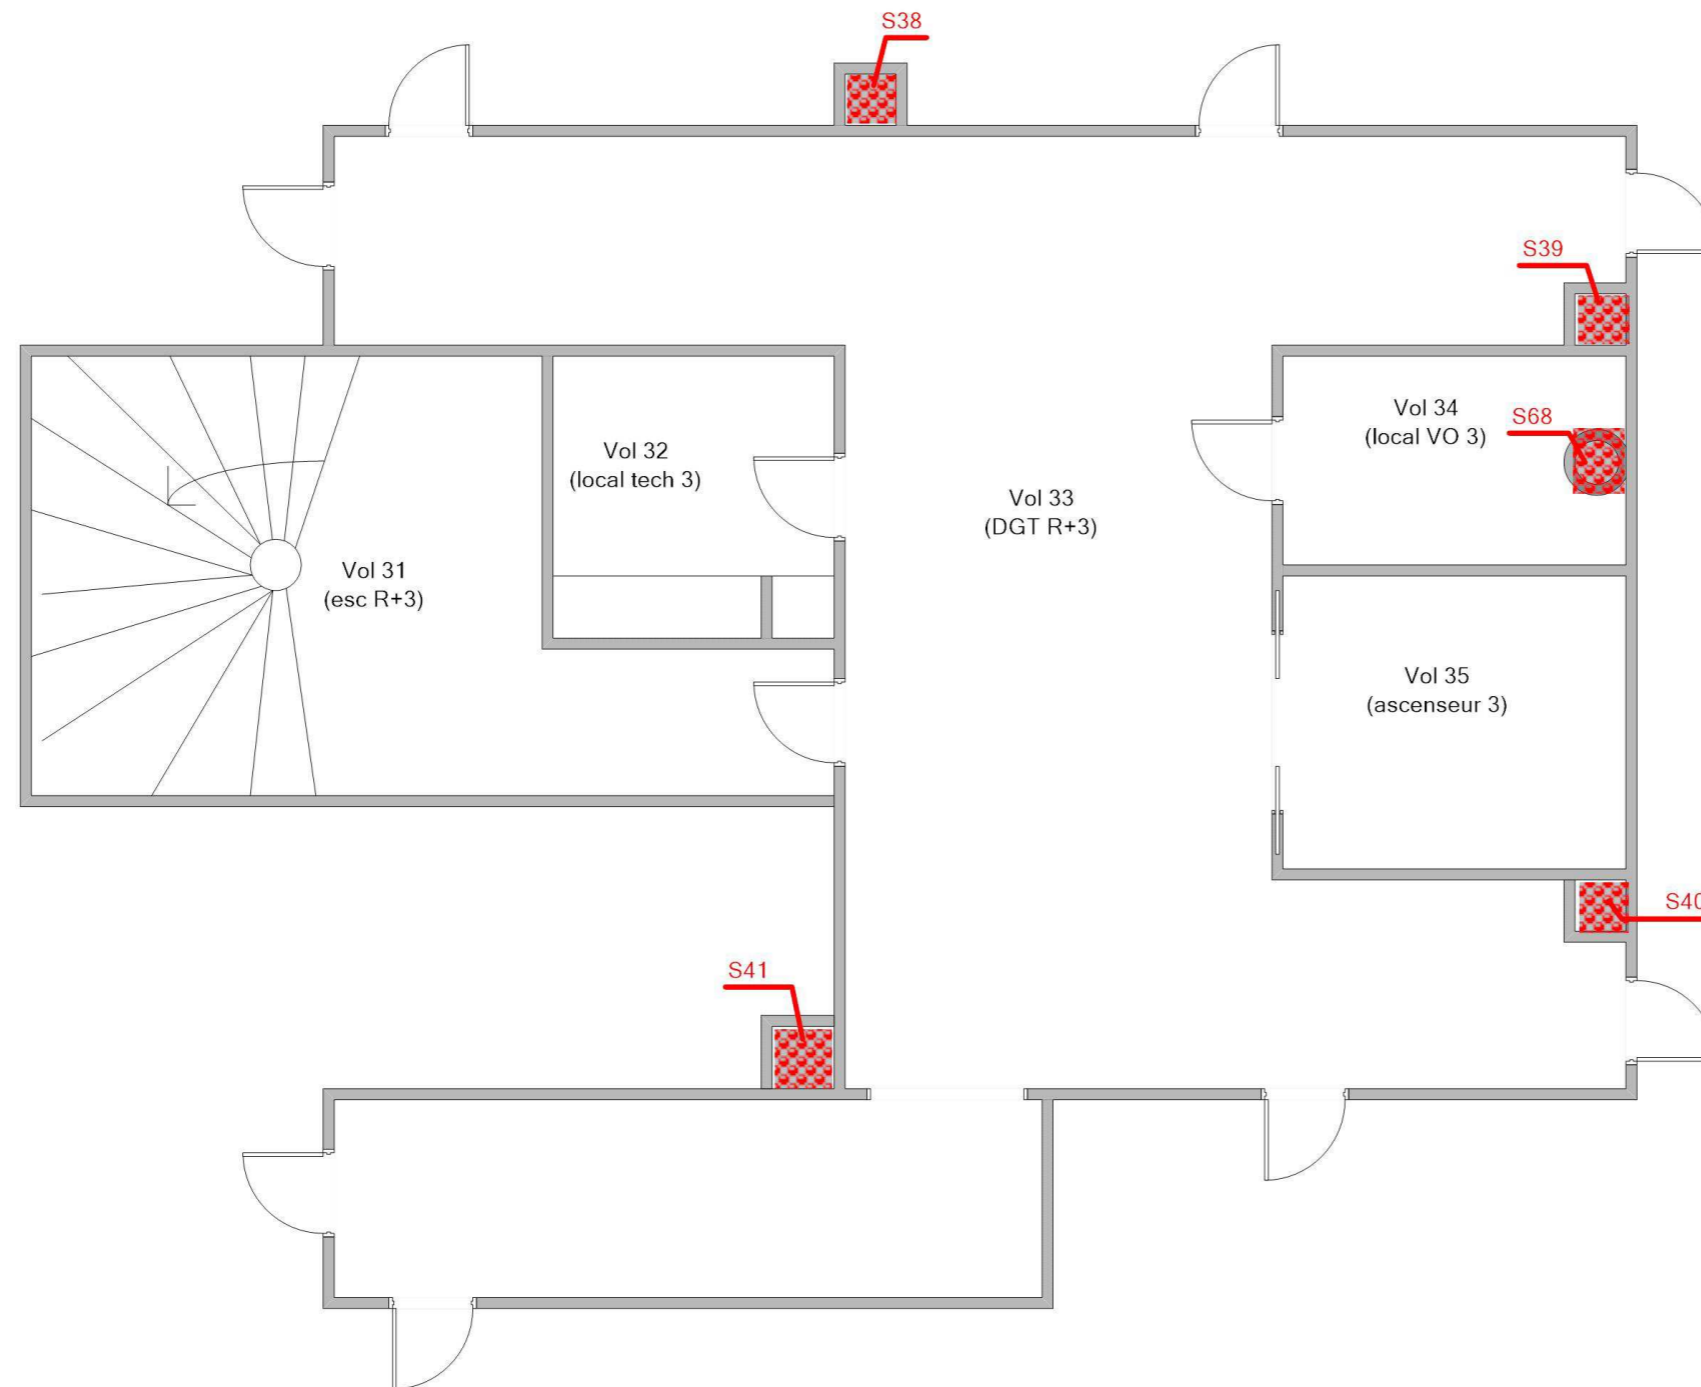 S38
S39
Vol 34
(local VO 3)
S68
Vol 32
(local tech 3)
Vol 33
(DGT R+3)
Vol 31
(esc R+3)
Vol 35
(ascenseur 3)
S40
S41